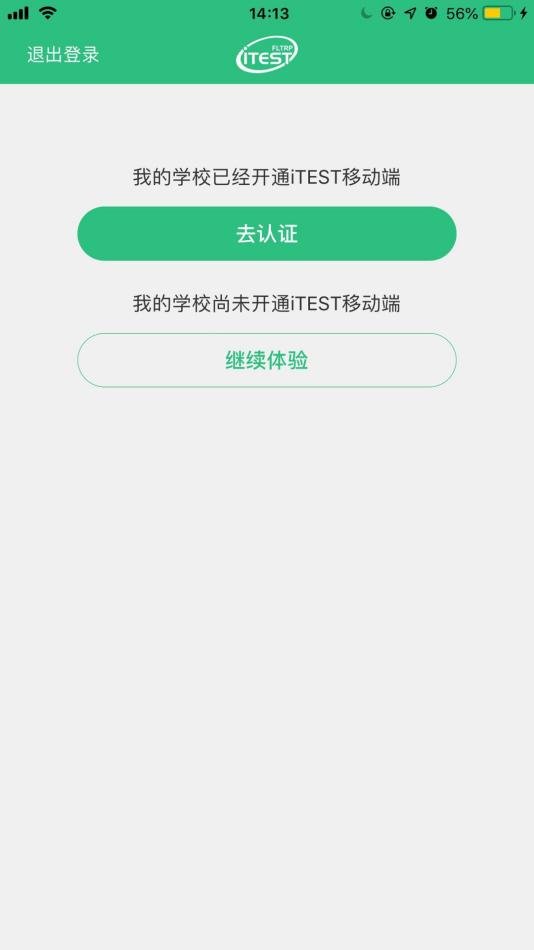 14:13
56%
退出登录
FLTRP
iTEST
我的学校已经开通iTEST移动端
去认证
我的学校尚未开通iTEST移动端
继续体验